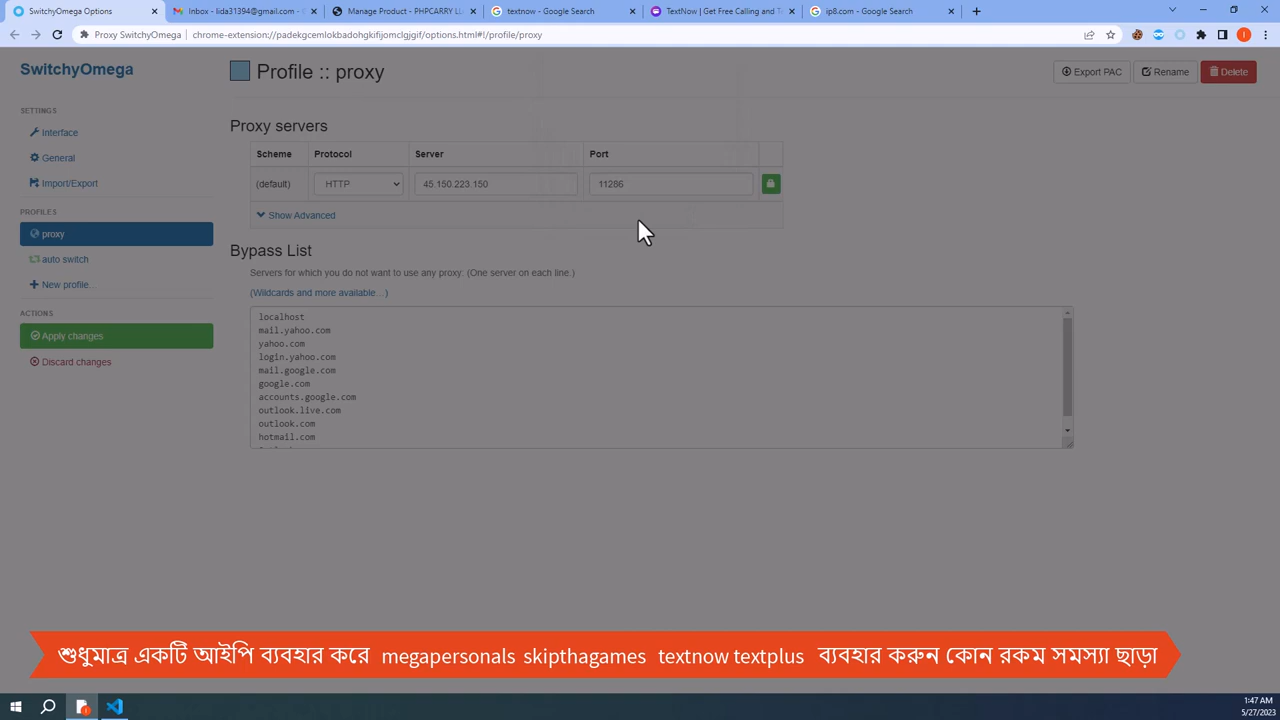 SwitchyOmega Options
Inbox - lida31394@gmail.com -
Manage Product - PHPCARRY LL
textnow - Google Search
TextNow | Get Free Calling and Te
ip8.com - Google Search
Proxy SwitchyOmega | chrome-extension://padekgcemlokbadohgkifijomclgjgif/options.html#!/profile/proxy
SwitchyOmega
Profile :: proxy
Export PAC
Rename
Delete
SETTINGS
Interface
General
Import/Export
PROFILES
proxy
auto switch
New profile...
ACTIONS
Apply changes
Discard changes
Proxy servers
Scheme Protocol Server Port
(default) HTTP 45.150.223.150 11286
Show Advanced
Bypass List
Servers for which you do not want to use any proxy: (One server on each line.)
(Wildcards and more available...)
localhost
mail.yahoo.com
yahoo.com
login.yahoo.com
mail.google.com
google.com
accounts.google.com
outlook.live.com
outlook.com
hotmail.com
শুধুমাত্র একটি আইপি ব্যবহার করে megapersonals skipthagames textnow textplus ব্যবহার করুন কোন রকম সমস্যা ছাড়া
1:47 AM
5/27/2023